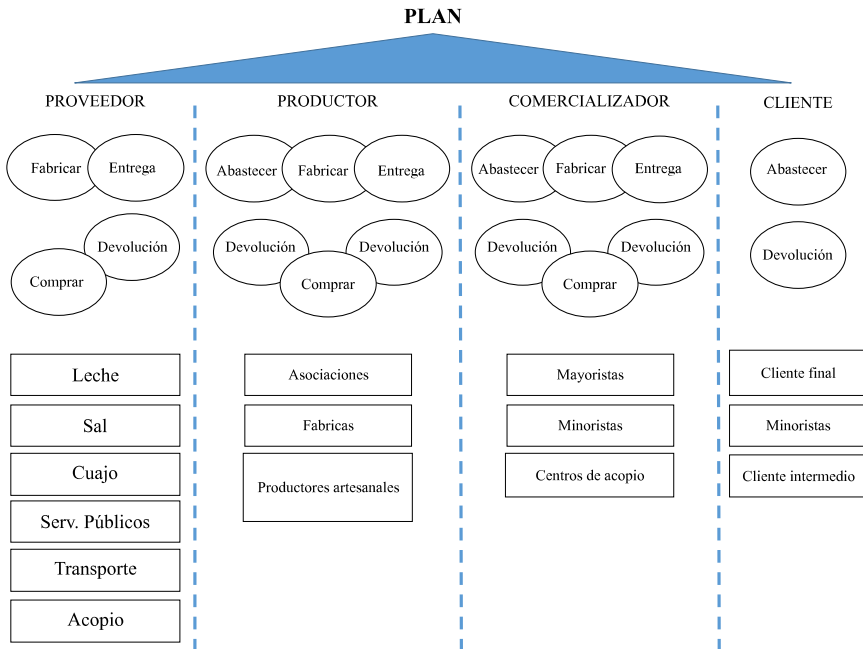 PLAN
PROVEEDOR
PRODUCTOR
COMERCIALIZADOR
CLIENTE
Fabricar
Entrega
Abastecer
Fabricar
Entrega
Abastecer
Fabricar
Entrega
Abastecer
Devolución
Comprar
Devolución
Devolución
Comprar
Devolución
Devolución
Comprar
Devolución
Leche
Sal
Cuajo
Serv. Públicos
Transporte
Acopio
Asociaciones
Fabricas
Productores artesanales
Mayoristas
Minoristas
Centros de acopio
Cliente final
Minoristas
Cliente intermedio